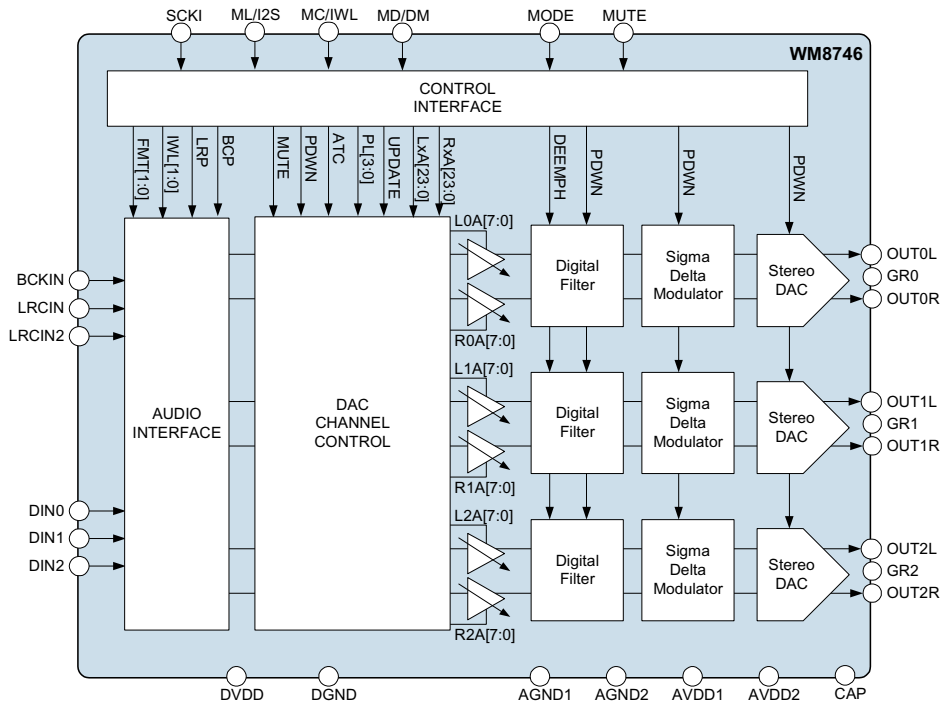 SCKI
ML/I2S
MC/IWL
MD/DM
MODE
MUTE
WM8746
CONTROL
INTERFACE
FMT[1:0]
IWL[1:0]
LRP
BCP
MUTE
PDWN
ATC
PL[3:0]
UPDATE
LxA[23:0]
RxA[23:0]
DEEMPH
PDWN
PDWN
PDWN
BCKIN
LRCIN
LRCIN2
DIN0
DIN1
DIN2
AUDIO
INTERFACE
DAC
CHANNEL
CONTROL
L0A[7:0]
R0A[7:0]
L1A[7:0]
R1A[7:0]
L2A[7:0]
R2A[7:0]
Digital
Filter
Sigma
Delta
Modulator
Stereo
DAC
OUT0L
GR0
OUT0R
Digital
Filter
Sigma
Delta
Modulator
Stereo
DAC
OUT1L
GR1
OUT1R
Digital
Filter
Sigma
Delta
Modulator
Stereo
DAC
OUT2L
GR2
OUT2R
DVDD
DGND
AGND1
AGND2
AVDD1
AVDD2
CAP